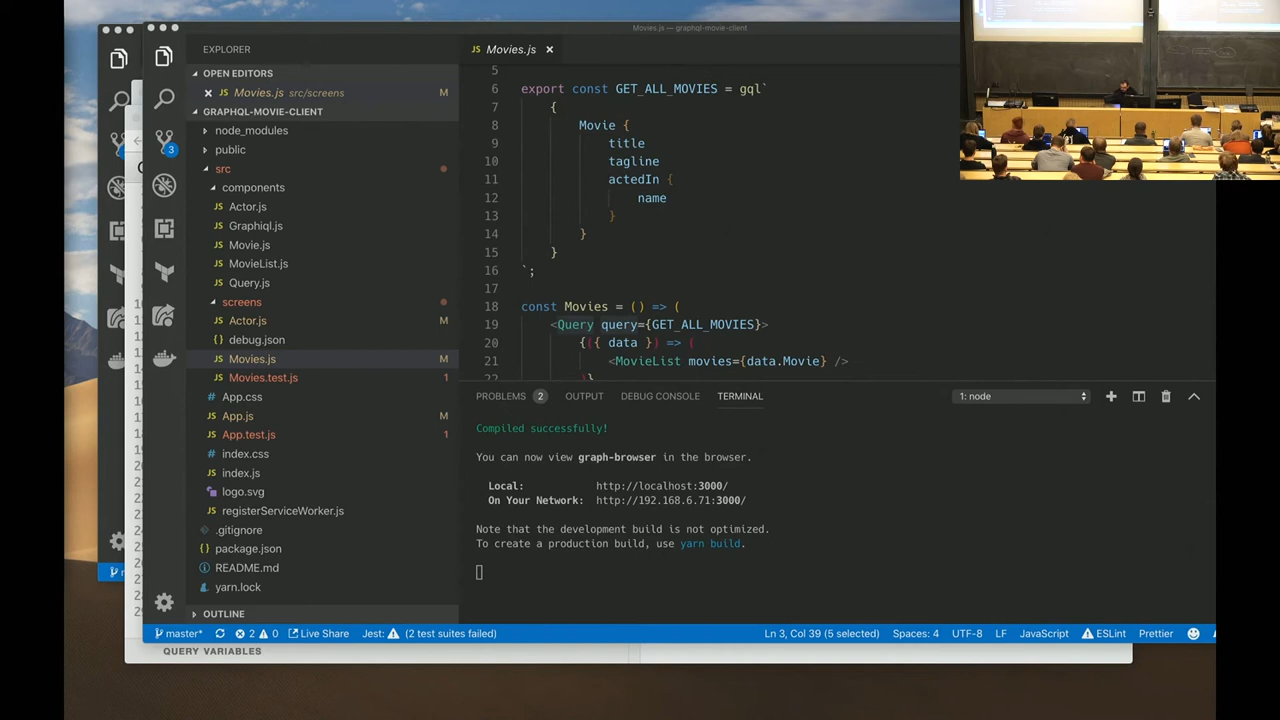 Movies.js — graphql-movie-client
EXPLORER
OPEN EDITORS
Movies.js src/screens M
GRAPHQL-MOVIE-CLIENT
node_modules
public
src
components
JS Actor.js
JS Graphiql.js
JS Movie.js
JS MovieList.js
JS Query.js
screens
JS Actor.js M
debug.json
JS Movies.js M
JS Movies.test.js 1
App.css
JS App.js M
JS App.test.js 1
index.css
JS index.js
logo.svg
JS registerServiceWorker.js
.gitignore
package.json
README.md
yarn.lock
OUTLINE
3
JS Movies.js
5
6 export const GET_ALL_MOVIES = gql`
7 {
8 Movie {
9 title
10 tagline
11 actedIn {
12 name
13 }
14 }
15 }
16 `;
17
18 const Movies = () => (
19 <Query query={GET_ALL_MOVIES}>
20 {({ data }) => (
21 <MovieList movies={data.Movie} />
22 )}
PROBLEMS 2 OUTPUT DEBUG CONSOLE TERMINAL 1: node
Compiled successfully!
You can now view graph-browser in the browser.
Local: http://localhost:3000/
On Your Network: http://192.168.6.71:3000/
Note that the development build is not optimized.
To create a production build, use yarn build.
master* 2 0 Live Share Jest: (2 test suites failed) Ln 3, Col 39 (5 selected) Spaces: 4 UTF-8 LF JavaScript ESLint Prettier
QUERY VARIABLES